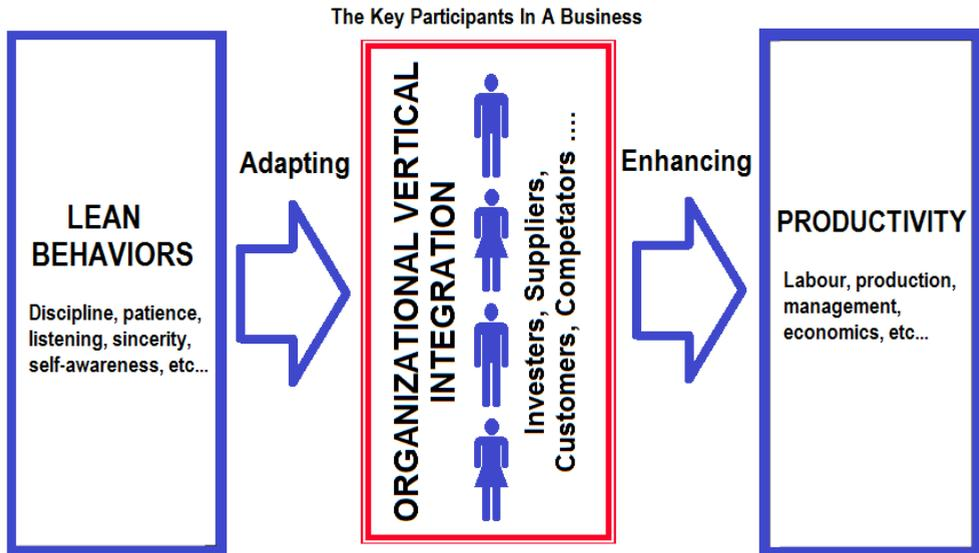 The Key Participants In A Business
LEAN
BEHAVIORS
Discipline, patience,
listening, sincerity,
self-awareness, etc...
Adapting
ORGANIZATIONAL VERTICAL
INTEGRATION
Investers, Suppliers,
Customers, Competators ....
Enhancing
PRODUCTIVITY
Labour, production,
management,
economics, etc...